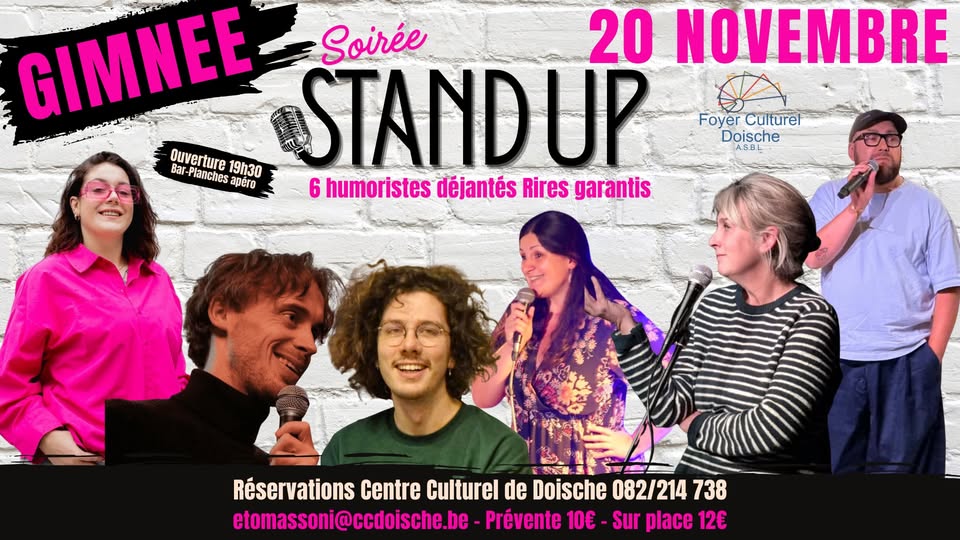 GIMNEE
Soirée
STAND UP
20 NOVEMBRE
Foyer Culturel
Doische
A.S.B.L
Ouverture 19h30
Bar-Planches apéro
6 humoristes déjantés Rires garantis
Réservations Centre Culturel de Doische 082/214 738
etomassoni@ccdoische.be - Prévente 10€ - Sur place 12€